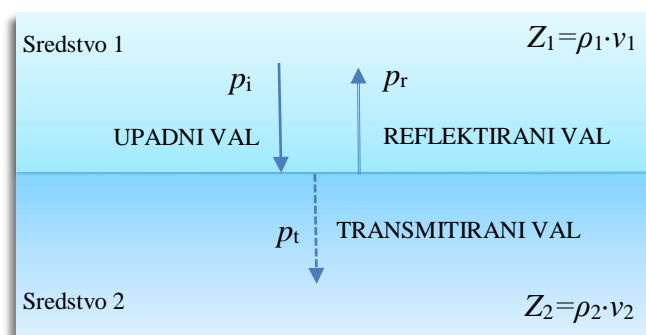 Sredstvo 1
Z1=ρ1·v1
pi
pr
UPADNI VAL
REFLEKTIRANI VAL
pt
TRANSMITIRANI VAL
Sredstvo 2
Z2=ρ2·v2